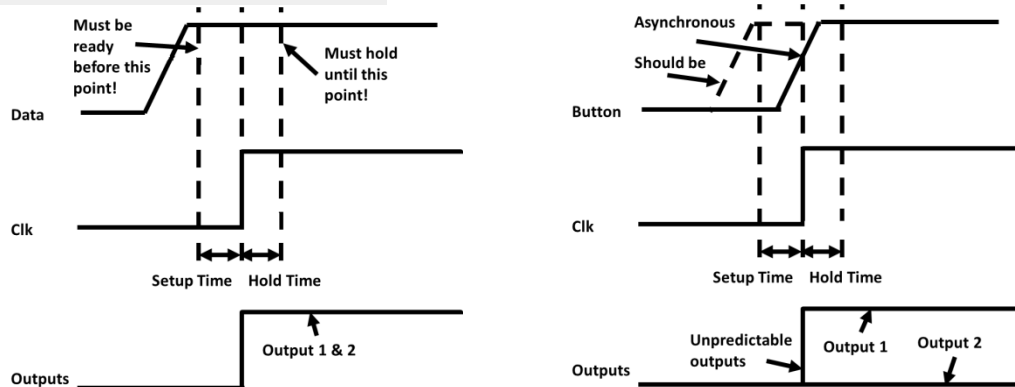 Must be
ready
before this
point!
Must hold
until this
point!
Data
Clk
Setup Time
Hold Time
Output 1 & 2
Outputs
Asynchronous
Should be
Button
Clk
Setup Time
Hold Time
Unpredictable
outputs
Output 1
Output 2
Outputs